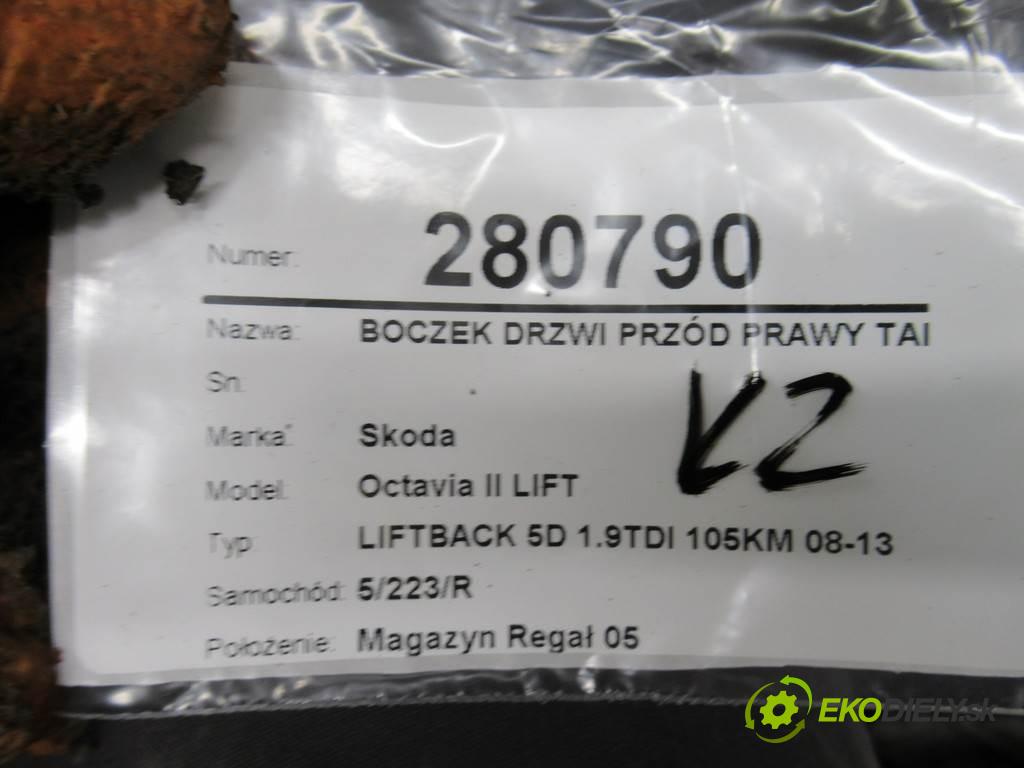 Numer: 280790
Nazwa: BOCZEK DRZWI PRZÓD PRAWY TAI
Sn:
Marka: Skoda
Model: Octavia II LIFT
Typ: LIFTBACK 5D 1.9TDI 105KM 08-13
Samochód: 5/223/R
Położenie: Magazyn Regał 05
EKODIELY.sk